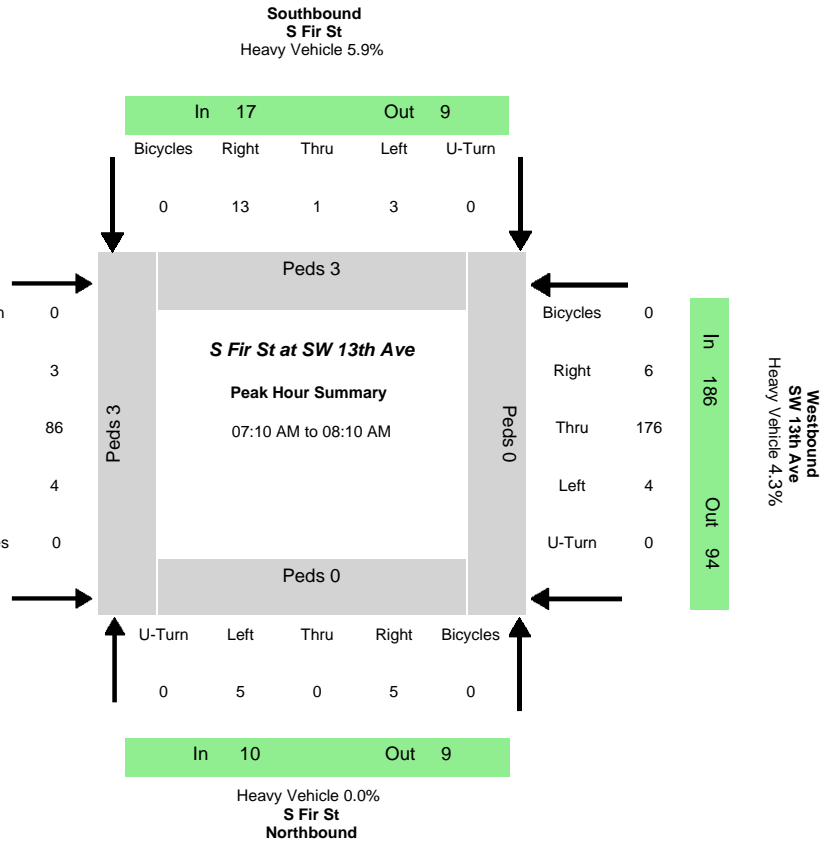 Southbound
S Fir St
Heavy Vehicle 5.9%
In 17 Out 9
Bicycles Right Thru Left U-Turn
0 13 1 3 0
Peds 3
n 0
3
86
4
es 0
Peds 3
S Fir St at SW 13th Ave
Peak Hour Summary
07:10 AM to 08:10 AM
Peds 0
Bicycles 0
Right 6
Thru 176
Left 4
U-Turn 0
In 186 Out 94
Westbound
SW 13th Ave
Heavy Vehicle 4.3%
Peds 0
U-Turn Left Thru Right Bicycles
0 5 0 5 0
In 10 Out 9
Heavy Vehicle 0.0%
S Fir St
Northbound